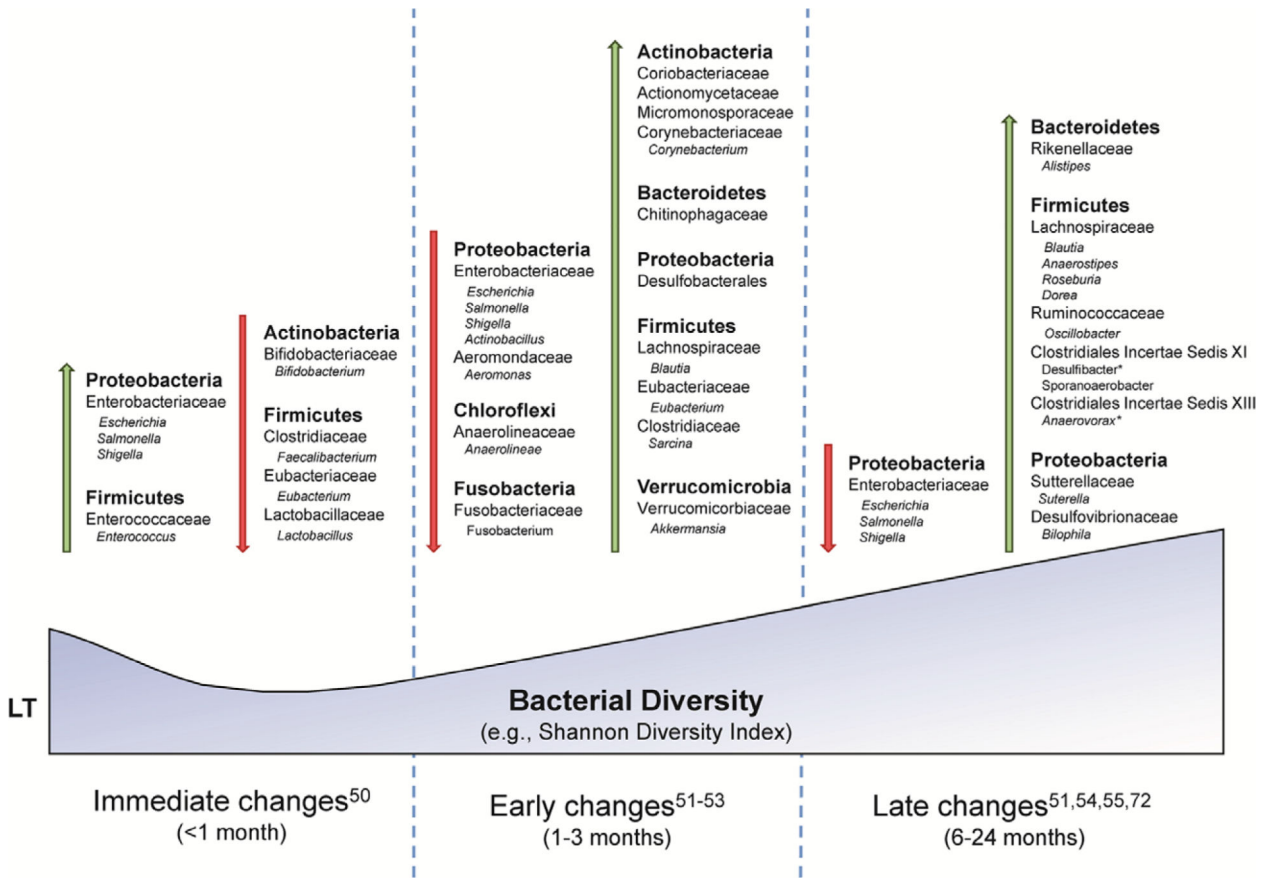 Proteobacteria
Enterobacteriaceae
Escherichia
Salmonella
Shigella
Firmicutes
Enterococcaceae
Enterococcus
Actinobacteria
Bifidobacteriaceae
Bifidobacterium
Firmicutes
Clostridiaceae
Faecalibacterium
Eubacteriaceae
Eubacterium
Lactobacillaceae
Lactobacillus
Proteobacteria
Enterobacteriaceae
Escherichia
Salmonella
Shigella
Actinobacillus
Aeromondaceae
Aeromonas
Chloroflexi
Anaerolineaceae
Anaerolineae
Fusobacteria
Fusobacteriaceae
Fusobacterium
Actinobacteria
Coriobacteriaceae
Actionomycetaceae
Micromonosporaceae
Corynebacteriaceae
Corynebacterium
Bacteroidetes
Chitinophagaceae
Proteobacteria
Desulfobacterales
Firmicutes
Lachnospiraceae
Blautia
Eubacteriaceae
Eubacterium
Clostridiaceae
Sarcina
Verrucomicrobia
Verrucomicorbiaceae
Akkermansia
Proteobacteria
Enterobacteriaceae
Escherichia
Salmonella
Shigella
Bacteroidetes
Rikenellaceae
Alistipes
Firmicutes
Lachnospiraceae
Blautia
Anaerostipes
Roseburia
Dorea
Ruminococcaceae
Oscillobacter
Clostridiales Incertae Sedis XI
Desulfibacter*
Sporanoaerobacter
Clostridiales Incertae Sedis XIII
Anaerovorax*
Proteobacteria
Sutterellaceae
Suterella
Desulfovibrionaceae
Bilophila
LT
Bacterial Diversity
(e.g., Shannon Diversity Index)
Immediate changes50
(<1 month)
Early changes51-53
(1-3 months)
Late changes51,54,55,72
(6-24 months)